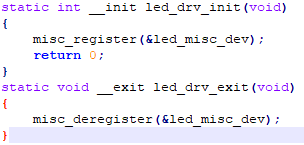 static int __init led_drv_init(void)
{
    misc_register(&led_misc_dev);
    return 0;
}
static void __exit led_drv_exit(void)
{
    misc_deregister(&led_misc_dev);
}